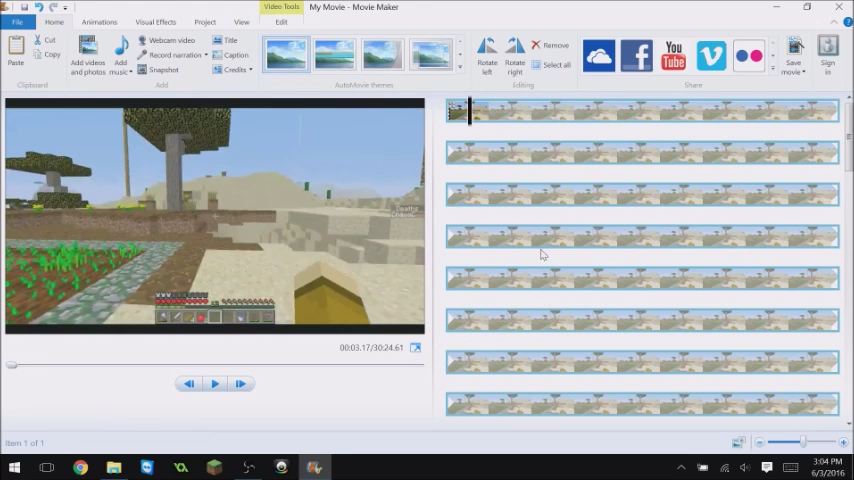 Video Tools
My Movie - Movie Maker
File
Home
Animations
Visual Effects
Project
View
Edit
Paste
Cut
Copy
Clipboard
Add videos
and photos
Add
music
Webcam video
Record narration
Snapshot
Title
Caption
Credits
Add
AutoMovie themes
Rotate
left
Rotate
right
Remove
Select all
Editing
You
Tube
Share
Save
movie
Sign
in
00:03.17/30:24.61
Item 1 of 1
3:04 PM
6/3/2016